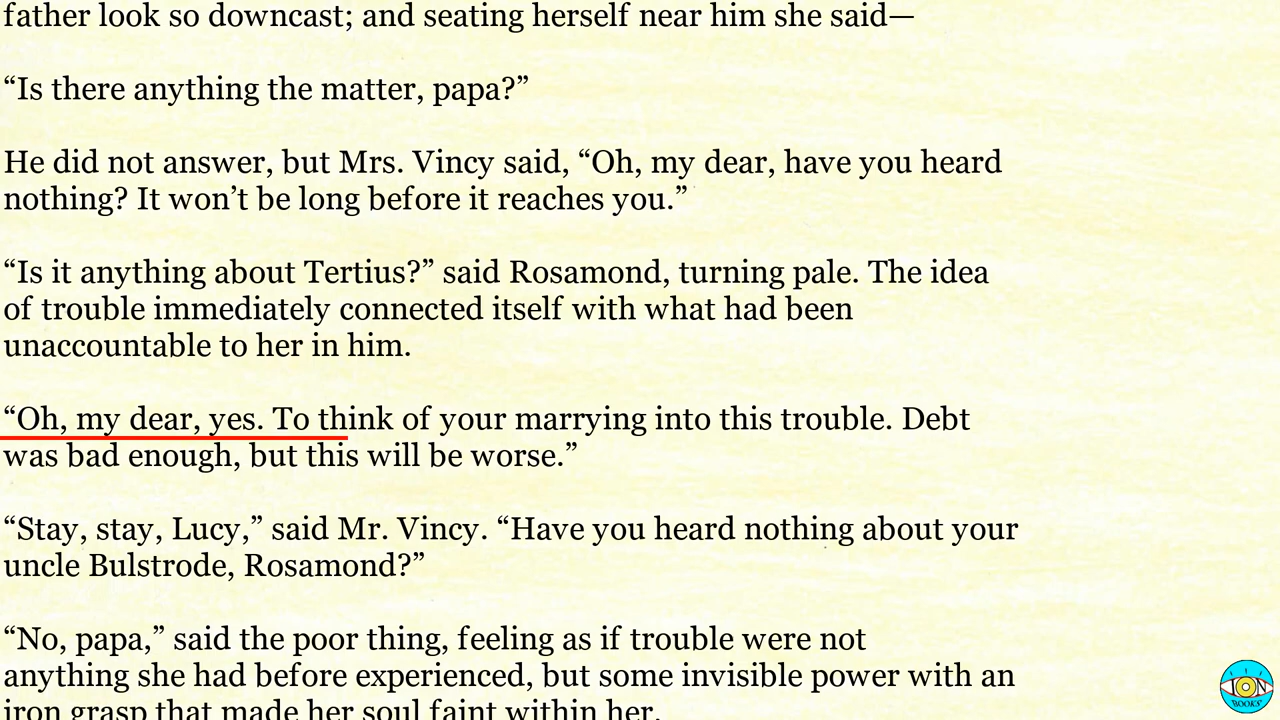 father look so downcast; and seating herself near him she said—
“Is there anything the matter, papa?”
He did not answer, but Mrs. Vincy said, “Oh, my dear, have you heard
nothing? It won’t be long before it reaches you.”
“Is it anything about Tertius?” said Rosamond, turning pale. The idea
of trouble immediately connected itself with what had been
unaccountable to her in him.
“Oh, my dear, yes. To think of your marrying into this trouble. Debt
was bad enough, but this will be worse.”
“Stay, stay, Lucy,” said Mr. Vincy. “Have you heard nothing about your
uncle Bulstrode, Rosamond?”
“No, papa,” said the poor thing, feeling as if trouble were not
anything she had before experienced, but some invisible power with an
iron grasp that made her soul faint within her.
ION
BOOKS